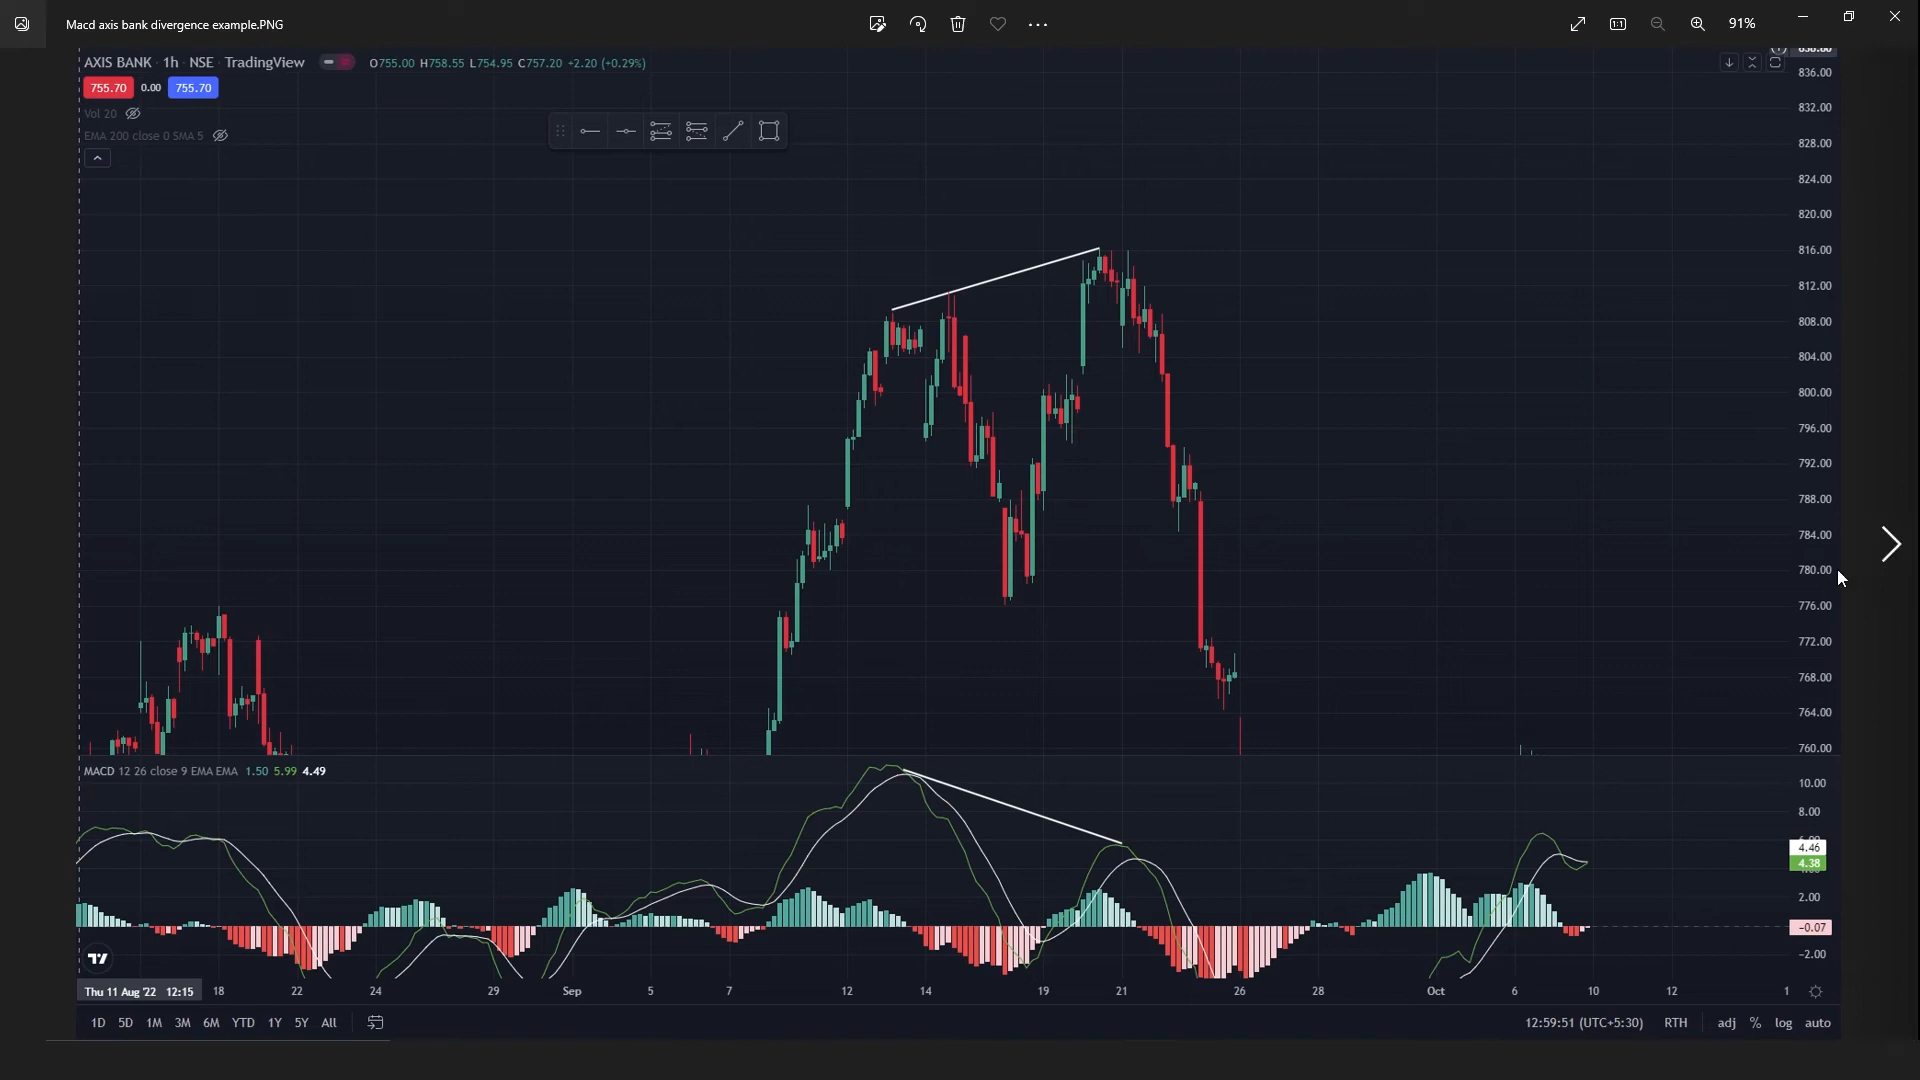 Macd axis bank divergence example.PNG
91%
AXIS BANK · 1h · NSE · TradingView
O755.00 H758.55 L754.95 C757.20 +2.20 (+0.29%)
755.70 0.00 755.70
Vol 20
EMA 200 close 0 SMA 5
836.00
832.00
828.00
824.00
820.00
816.00
812.00
808.00
804.00
800.00
796.00
792.00
788.00
784.00
780.00
776.00
772.00
768.00
764.00
760.00
MACD 12 26 close 9 EMA EMA 1.50 5.99 4.49
10.00
8.00
4.46
4.38
2.00
-0.07
-2.00
Thu 11 Aug '22 12:15 18 22 24 29 Sep 5 7 12 14 19 21 26 28 Oct 6 10 12 1
1D 5D 1M 3M 6M YTD 1Y 5Y All
12:59:51 (UTC+5:30) RTH adj % log auto